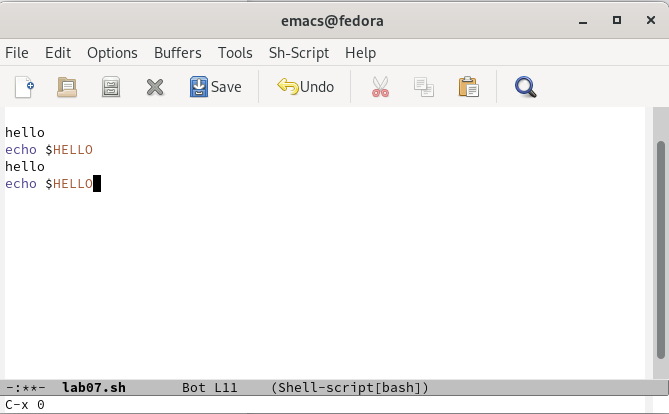 emacs@fedora
File Edit Options Buffers Tools Sh-Script Help
Save Undo
hello
echo $HELLO
hello
echo $HELLO
-:**- lab07.sh Bot L11 (Shell-script[bash])
C-x 0